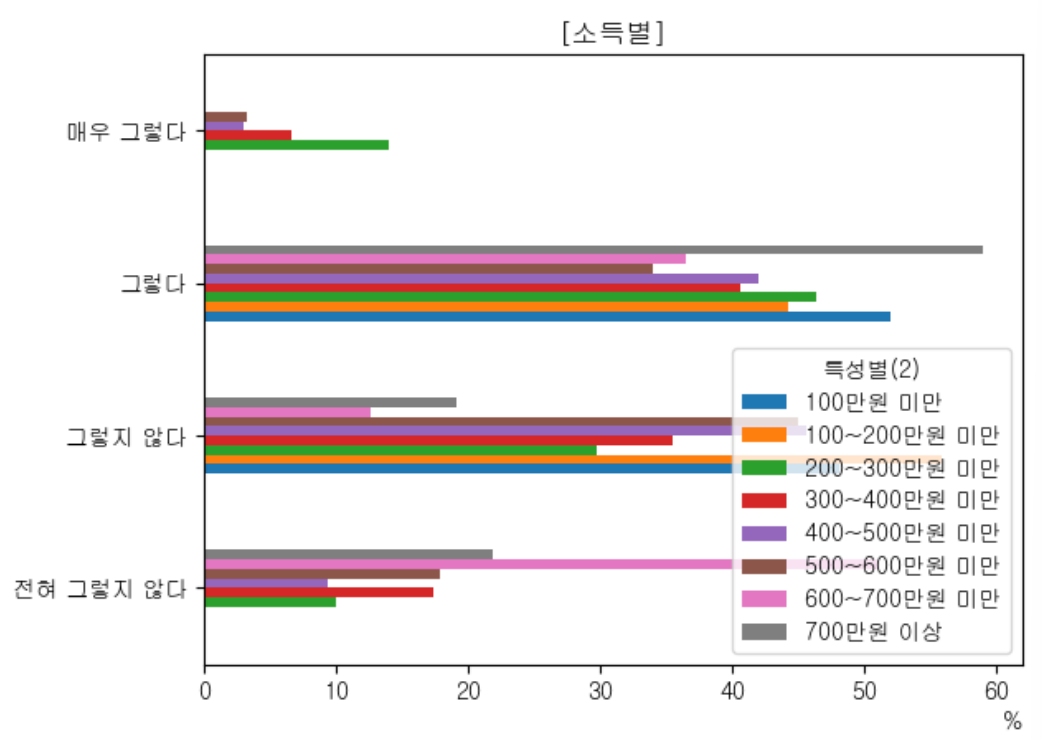 [소득별]
매우 그렇다
그렇다
그렇지 않다
전혀 그렇지 않다
특성별(2)
100만원 미만
100~200만원 미만
200~300만원 미만
300~400만원 미만
400~500만원 미만
500~600만원 미만
600~700만원 미만
700만원 이상
0 10 20 30 40 50 60
%